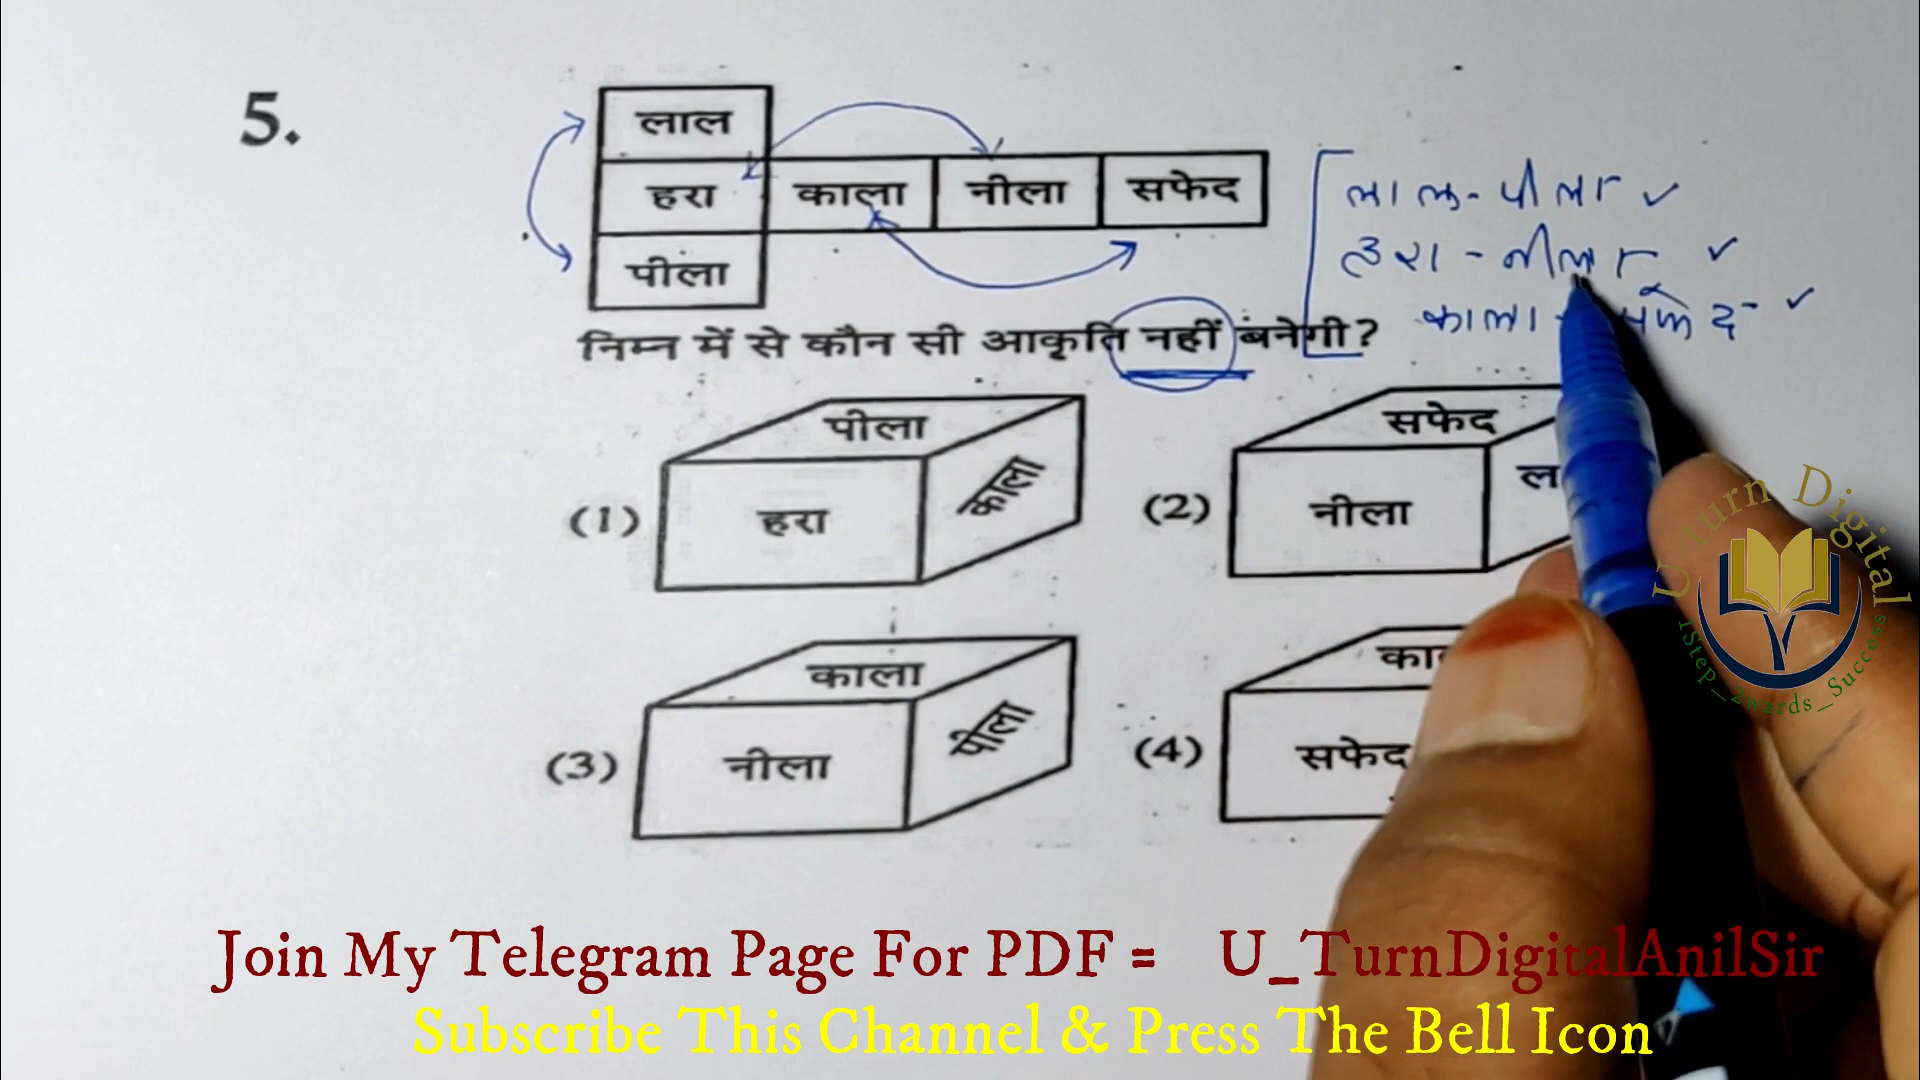 5.
लाल
हरा काला नीला सफेद
पीला
लाल - पीला ✓
हरा - नीला ✓
काला - सफेद ✓
निम्न में से कौन सी आकृति नहीं बनेगी?
(1) पीला हरा काला
(2) सफेद नीला
(3) काला नीला पीला
(4) सफेद
U-turn Digital
1Step_2wards_Success
Join My Telegram Page For PDF = U_TurnDigitalAnilSir
Subscribe This Channel & Press The Bell Icon